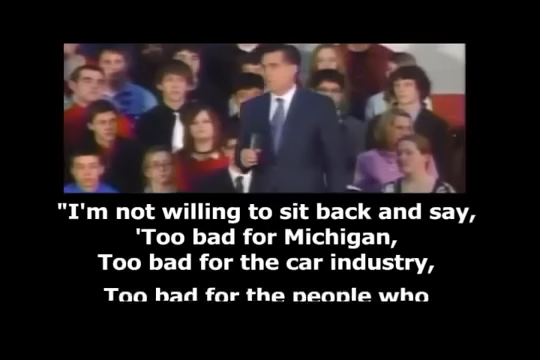 "I'm not willing to sit back and say,
'Too bad for Michigan,
Too bad for the car industry,
Too bad for the people who